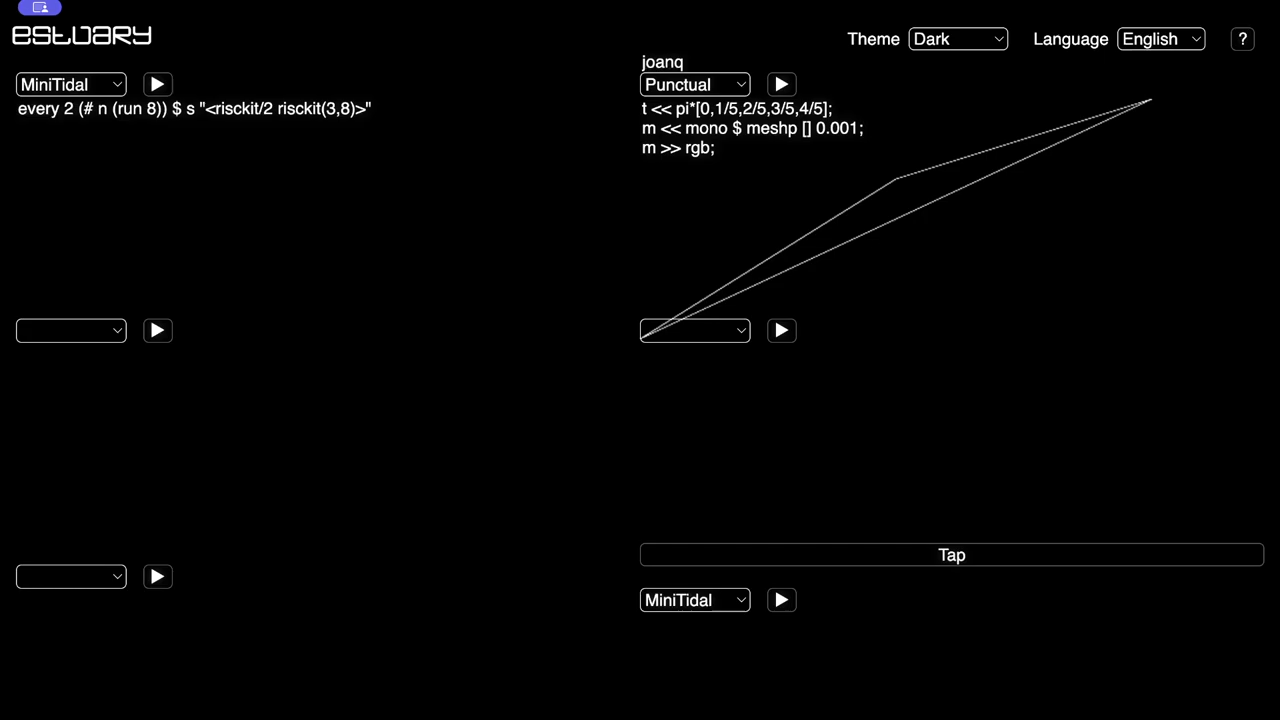 estuary
Theme Dark Language English ?
MiniTidal
every 2 (# n (run 8)) $ s "<risckit/2 risckit(3,8)>"
joanq
Punctual
t << pi*[0,1/5,2/5,3/5,4/5];
m << mono $ meshp [] 0.001;
m >> rgb;
Tap
MiniTidal